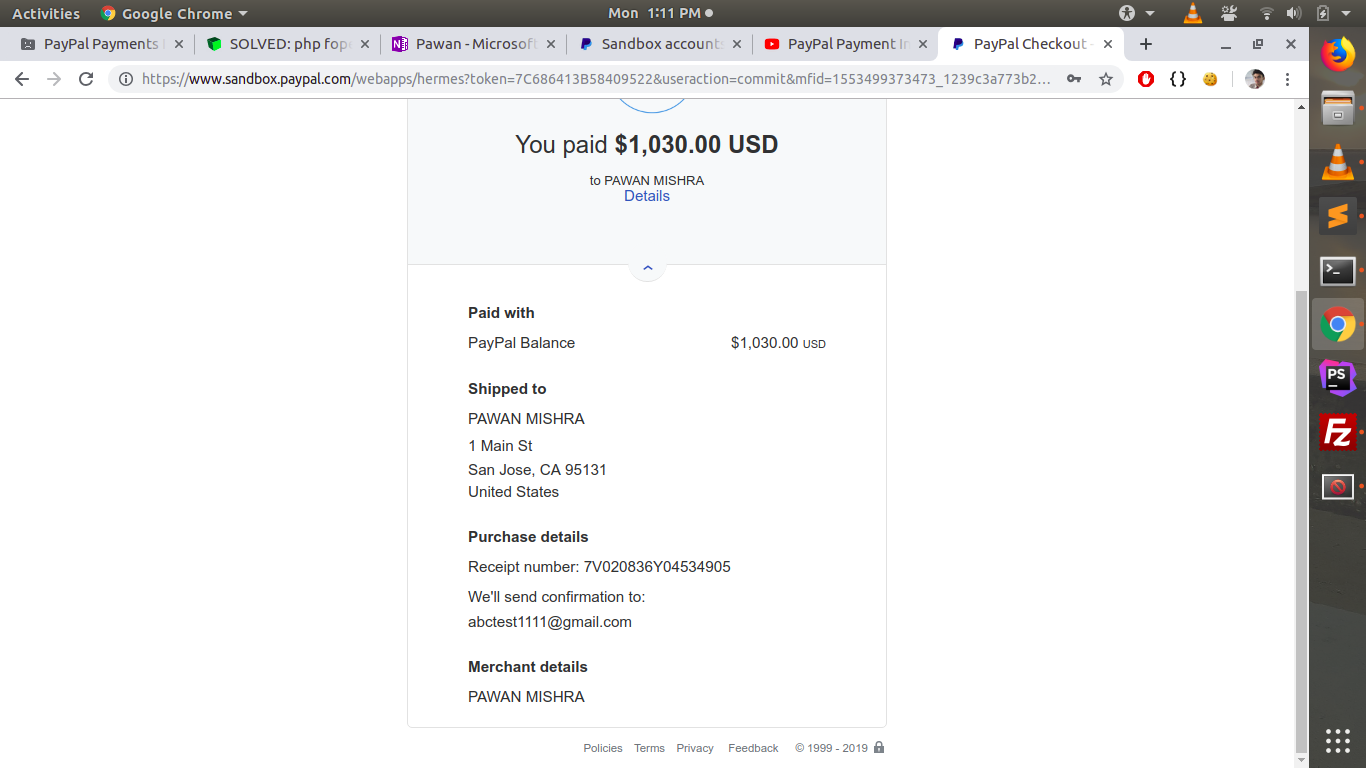 Activities
Google Chrome
Mon 1:11 PM
PayPal Payments
SOLVED: php fop
Pawan - Microsoft
Sandbox account
PayPal Payment I
PayPal Checkout -
https://www.sandbox.paypal.com/webapps/hermes?token=7C686413B58409522&useraction=commit&mfid=1553499373473_1239c3a773b2...
You paid $1,030.00 USD
to PAWAN MISHRA
Details
Paid with
PayPal Balance $1,030.00 USD
Shipped to
PAWAN MISHRA
1 Main St
San Jose, CA 95131
United States
Purchase details
Receipt number: 7V020836Y04534905
We'll send confirmation to:
abctest1111@gmail.com
Merchant details
PAWAN MISHRA
Policies Terms Privacy Feedback © 1999 - 2019
PS
Fz